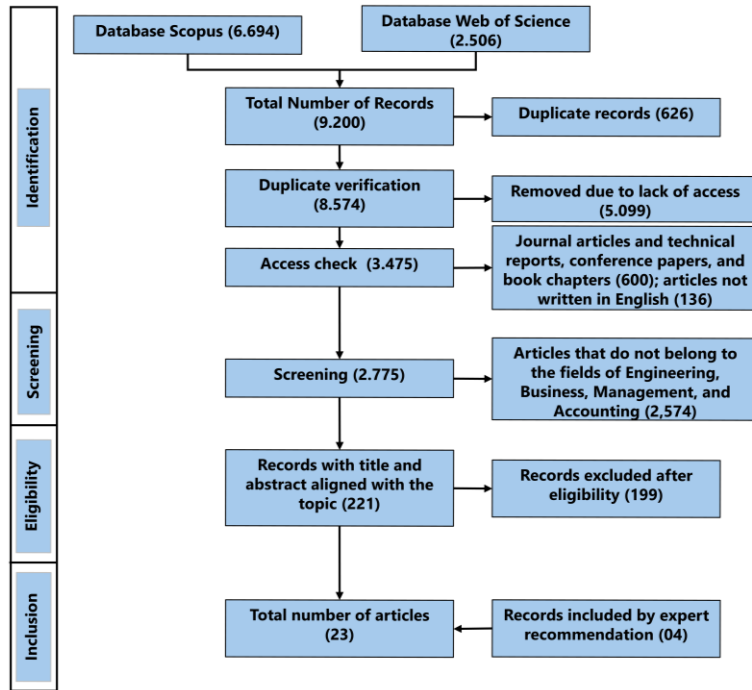 Database Scopus (6.694)
Database Web of Science
(2.506)
Identification
Total Number of Records
(9.200)
Duplicate records (626)
Duplicate verification
(8.574)
Removed due to lack of access
(5.099)
Access check (3.475)
Journal articles and technical
reports, conference papers, and
book chapters (600); articles not
written in English (136)
Screening
Screening (2.775)
Articles that do not belong to
the fields of Engineering,
Business, Management, and
Accounting (2,574)
Eligibility
Records with title and
abstract aligned with the
topic (221)
Records excluded after
eligibility (199)
Inclusion
Total number of articles
(23)
Records included by expert
recommendation (04)